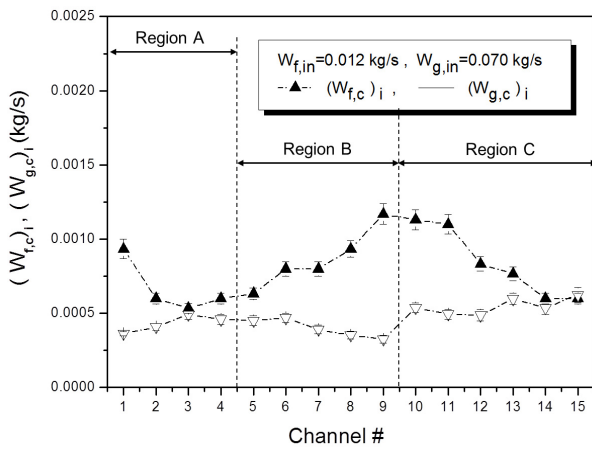 0.0025
Region A
W_f,in=0.012 kg/s , W_g,in=0.070 kg/s
(W_f,c)_i , (W_g,c)_i
0.0020
0.0015
Region B
Region C
0.0010
0.0005
0.0000
(W_f,c)_i , (W_g,c)_i (kg/s)
1 2 3 4 5 6 7 8 9 10 11 12 13 14 15
Channel #